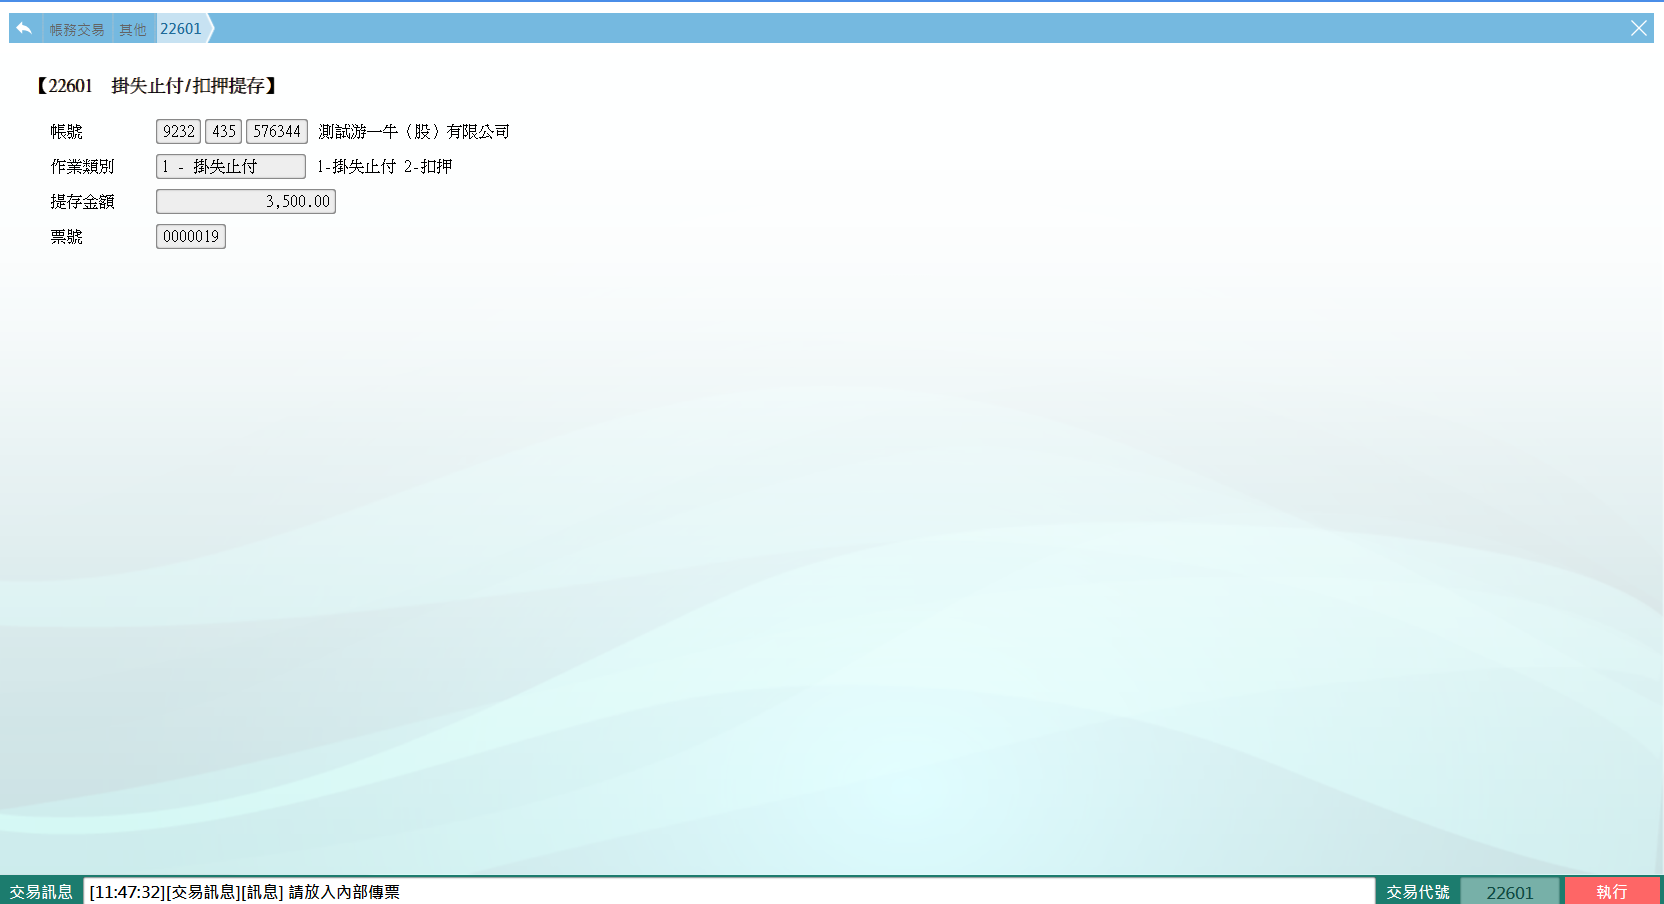 帳務交易 其他 22601
【22601 掛失止付/扣押提存】
帳號 9232 435 576344 測試游一牛（股）有限公司
作業類別 1 - 掛失止付 1-掛失止付 2-扣押
提存金額 3,500.00
票號 0000019
交易訊息 [11:47:32][交易訊息][訊息] 請放入內部傳票 交易代號 22601 執行